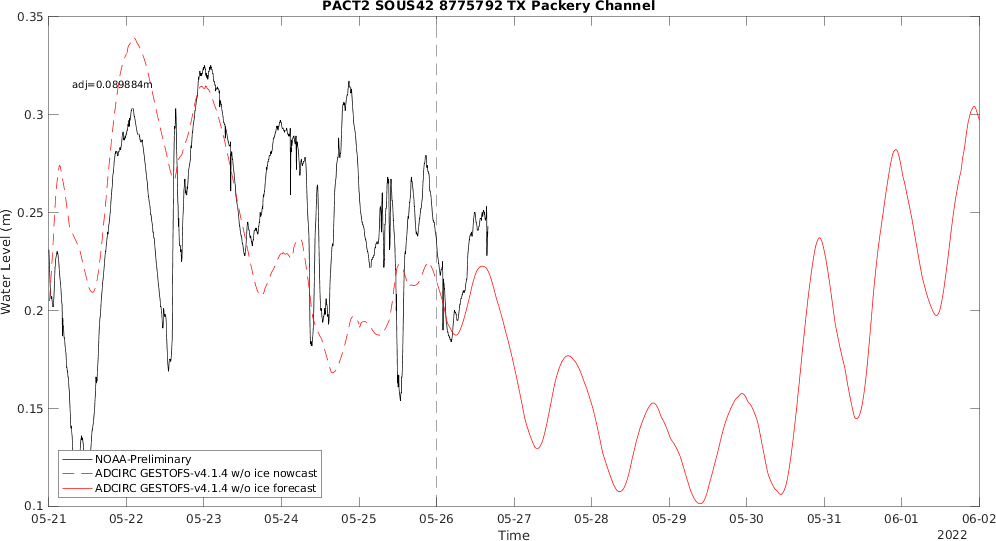 PACT2 SOUS42 8775792 TX Packery Channel
0.35
adj=0.089884m
0.3
0.25
Water Level (m)
0.2
0.15
NOAA-Preliminary
ADCIRC GESTOFS-v4.1.4 w/o ice nowcast
ADCIRC GESTOFS-v4.1.4 w/o ice forecast
0.1
05-21 05-22 05-23 05-24 05-25 05-26 05-27 05-28 05-29 05-30 05-31 06-01 06-02
Time
2022